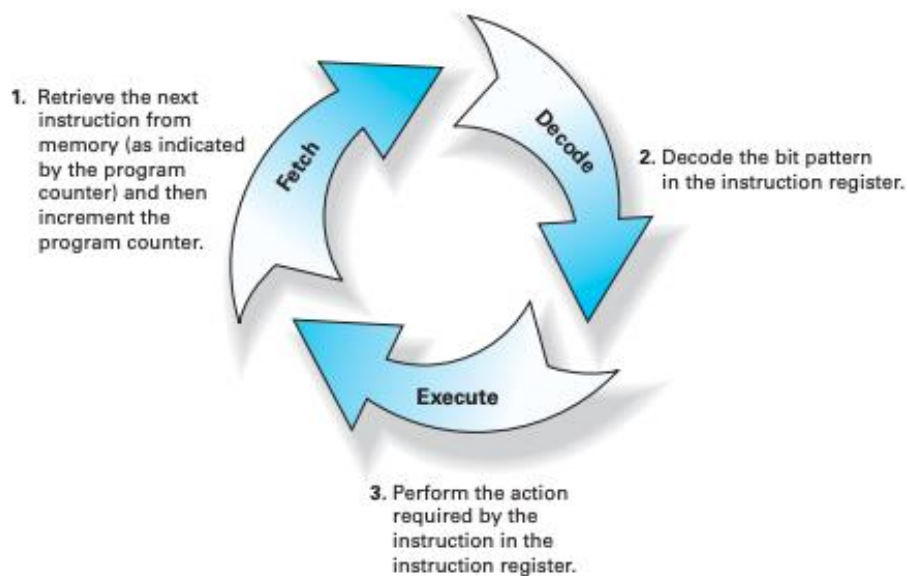 1. Retrieve the next
instruction from
memory (as indicated
by the program
counter) and then
increment the
program counter.
Fetch
Decode
2. Decode the bit pattern
in the instruction register.
Execute
3. Perform the action
required by the
instruction in the
instruction register.